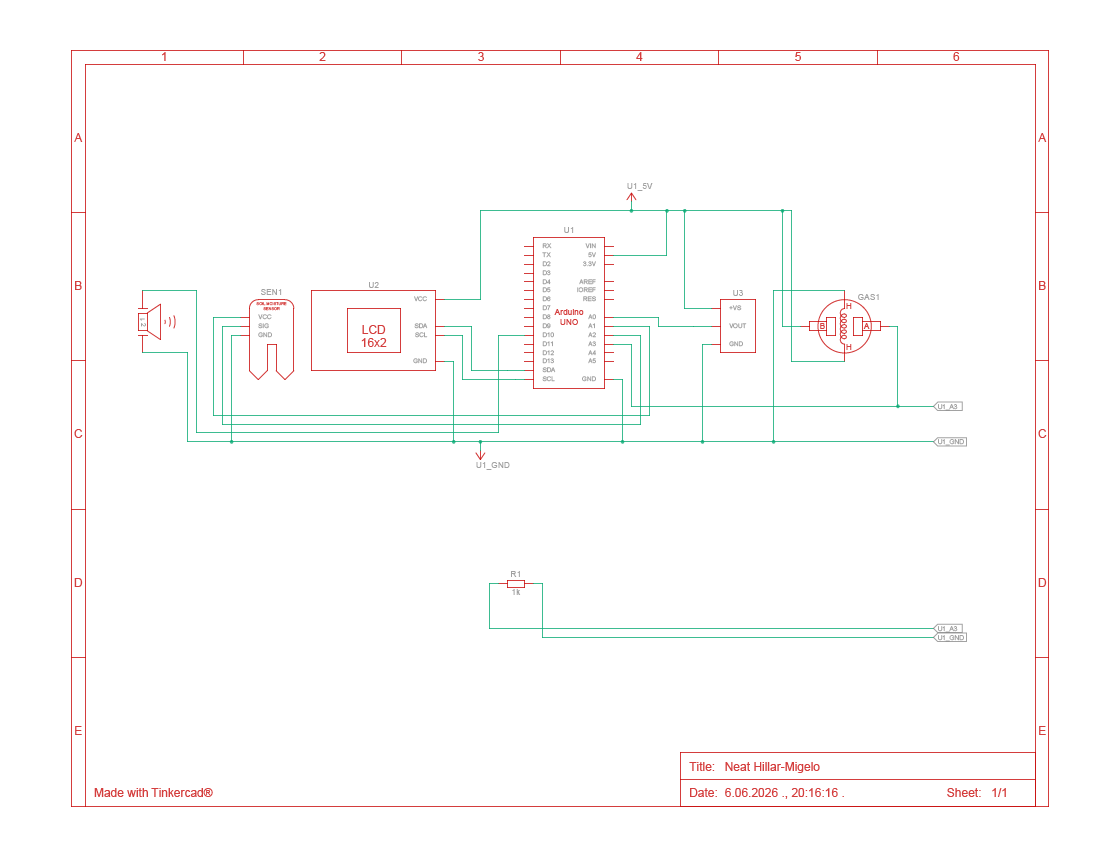 1 2 3 4 5 6
A A
U1_5V
B B
U1
RX VIN
TX 5V
D2 3.3V
D3
D4 AREF
D5 IOREF
D6 RES
D7
D8 A0
D9 A1
D10 A2
D11 A3
D12 A4
D13 A5
SDA
SCL GND
Arduino
UNO
SEN1
SOIL MOISTURE
SENSOR
VCC
SIG
GND
U2
VCC
LCD
16x2
SDA
SCL
GND
U3
+VS
VOUT
GND
GAS1
H
B A
H
U1_A3
C C
U1_GND
U1_GND
D D
R1
1k
U1_A3
U1_GND
E E
Title: Neat Hillar-Migelo
Made with Tinkercad®
Date: 6.06.2026 ., 20:16:16 .
Sheet: 1/1